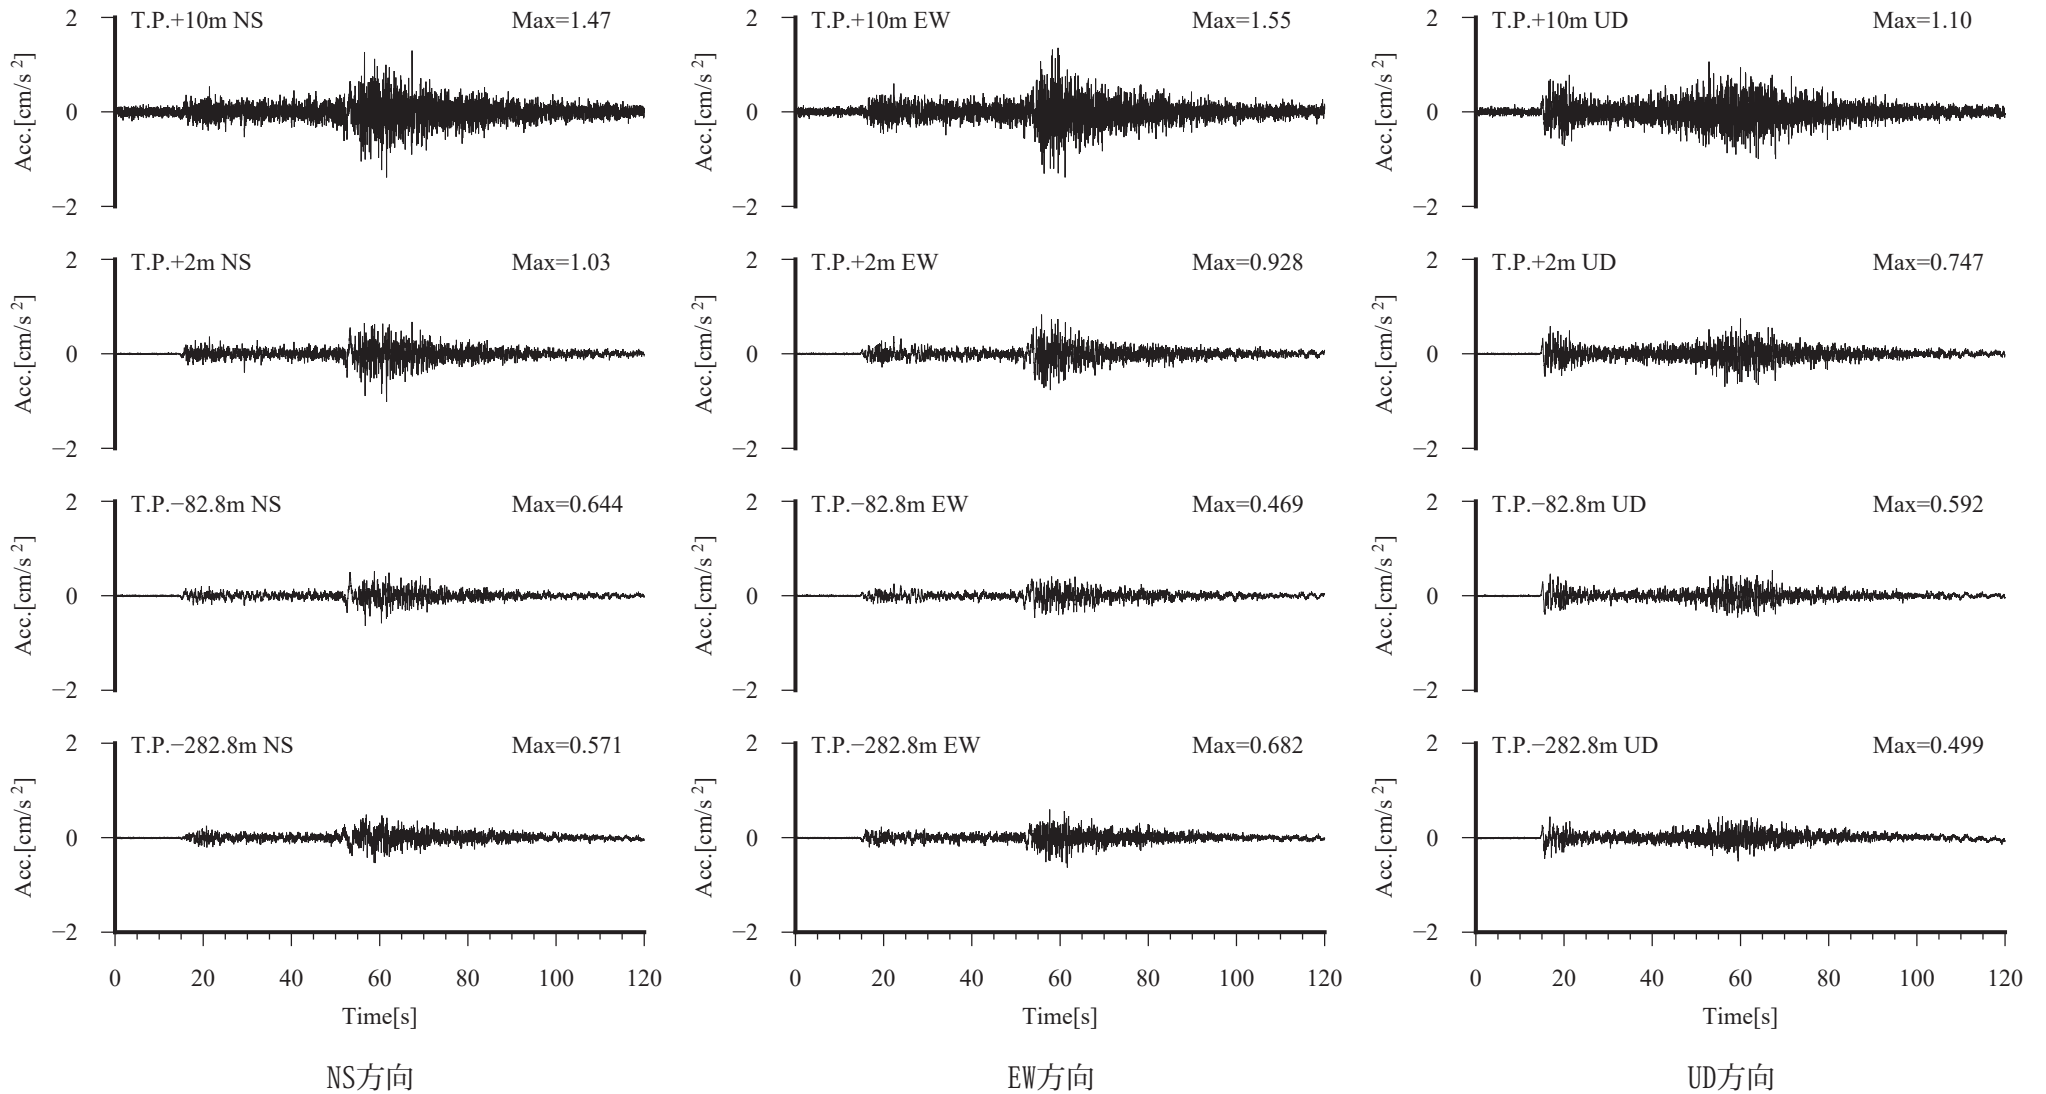 T.P.+10m NS Max=1.47
2
0
−2
Acc.[cm/s²]
T.P.+10m EW Max=1.55
2
0
−2
Acc.[cm/s²]
T.P.+10m UD Max=1.10
2
0
−2
Acc.[cm/s²]
T.P.+2m NS Max=1.03
2
0
−2
Acc.[cm/s²]
T.P.+2m EW Max=0.928
2
0
−2
Acc.[cm/s²]
T.P.+2m UD Max=0.747
2
0
−2
Acc.[cm/s²]
T.P.−82.8m NS Max=0.644
2
0
−2
Acc.[cm/s²]
T.P.−82.8m EW Max=0.469
2
0
−2
Acc.[cm/s²]
T.P.−82.8m UD Max=0.592
2
0
−2
Acc.[cm/s²]
T.P.−282.8m NS Max=0.571
2
0
−2
Acc.[cm/s²]
T.P.−282.8m EW Max=0.682
2
0
−2
Acc.[cm/s²]
T.P.−282.8m UD Max=0.499
2
0
−2
Acc.[cm/s²]
0 20 40 60 80 100 120
0 20 40 60 80 100 120
0 20 40 60 80 100 120
Time[s]
Time[s]
Time[s]
NS方向
EW方向
UD方向